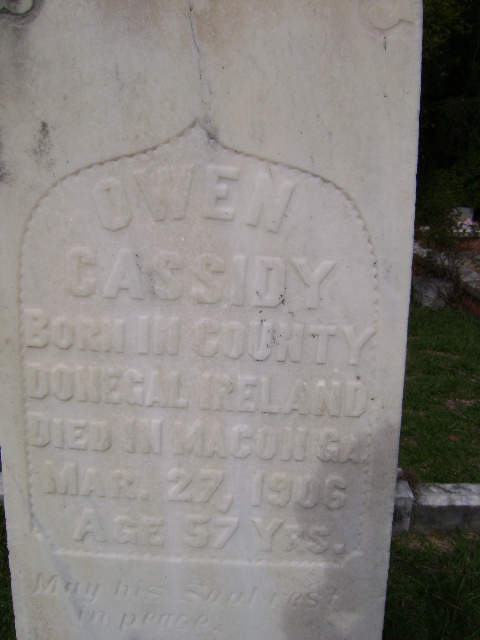 OWEN
CASSIDY
BORN IN COUNTY
DONEGAL IRELAND
DIED IN MACON GA.
MAR. 27, 1906
AGE 57 YRS.
May his soul rest
in peace.